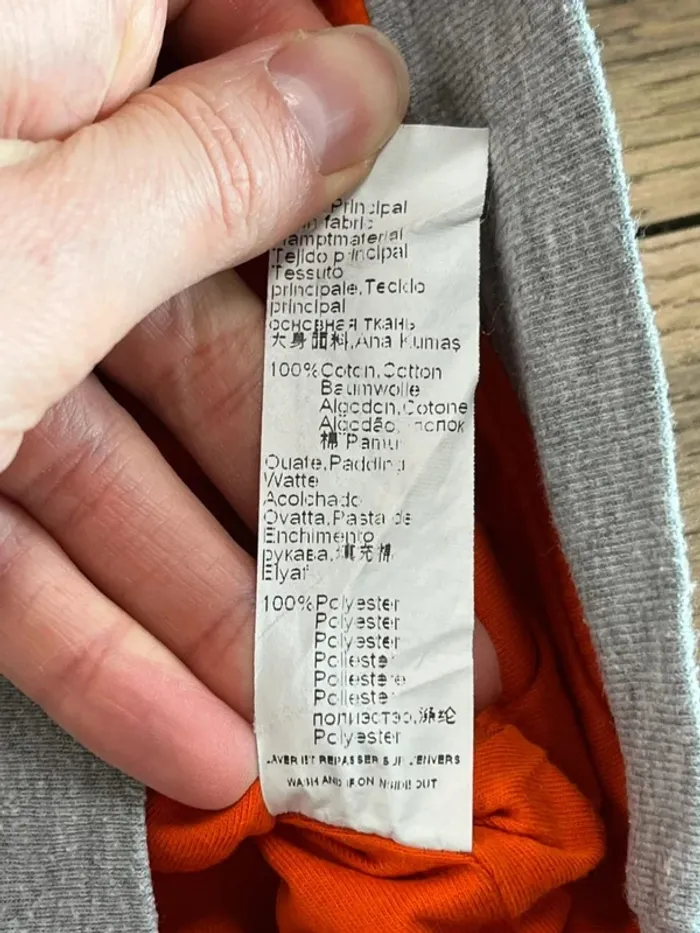 Principal
fabric
Tejido principal
Tessuto
principale,Tecido
principal
основная ткань
大身面料,Ana Kumaş
100%Coton,Cotton
Baumwolle
Algodon,Cotone
Algodão, хлопок
棉 Pamu
Ouate,Padding
Watte
Acolchado
Ovatta,Pasta de
Enchimento
рукава,填充棉
Elyaf
100%Polyester
Polyester
Polyester
Poliester
Poliestere
Poliester
полиэстэр,涤纶
Polyester
LAVER ET REPASSER SUR L'ENVERS
WASH AND IRON INSIDE OUT